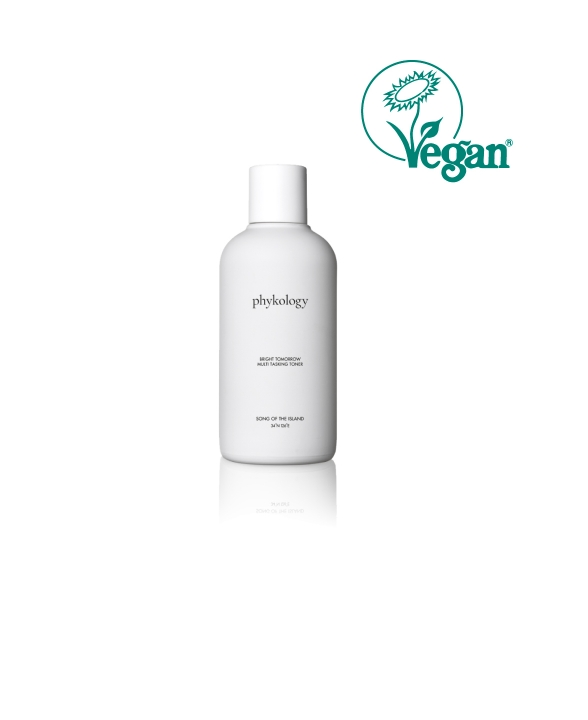 Vegan®
phykology
BRIGHT TOMORROW
MULTI TASKING TONER
SONG OF THE ISLAND